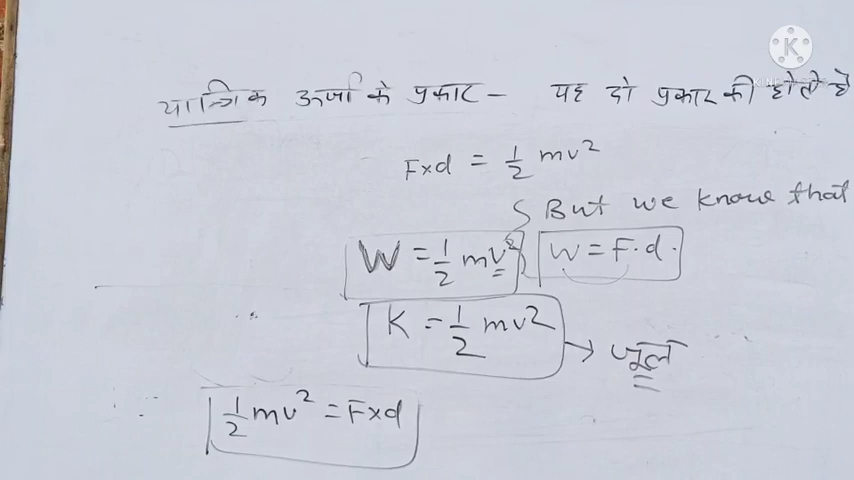 यान्त्रिक ऊर्जा के प्रकार – यह दो प्रकार की होती है
F×d = 1/2 mv²
But we know that
W = 1/2 mv²
W = F·d·
K = 1/2 mv² → जूल
1/2 mv² = F×d
K